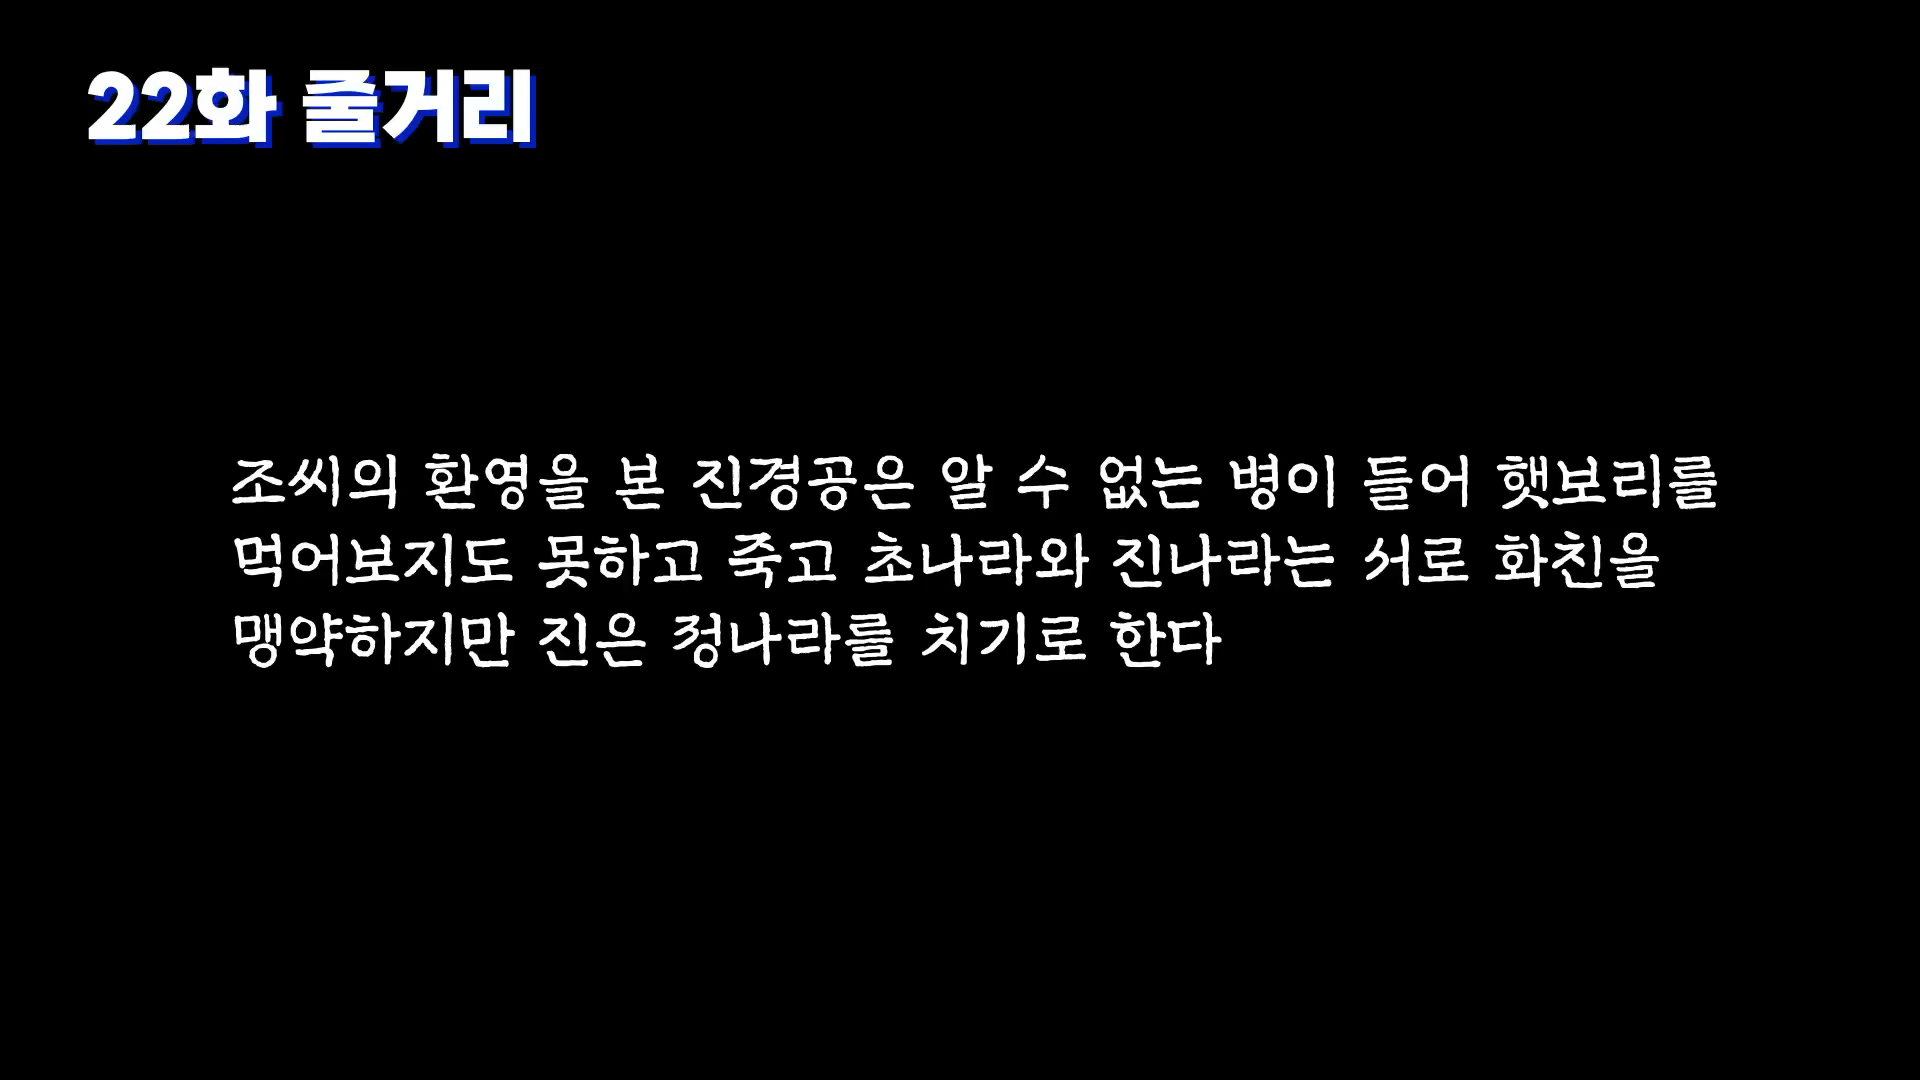 22화 줄거리
조씨의 환영을 본 진경공은 알 수 없는 병이 들어 햇보리를
먹어보지도 못하고 죽고 초나라와 진나라는 서로 화친을
맹약하지만 진은 정나라를 치기로 한다